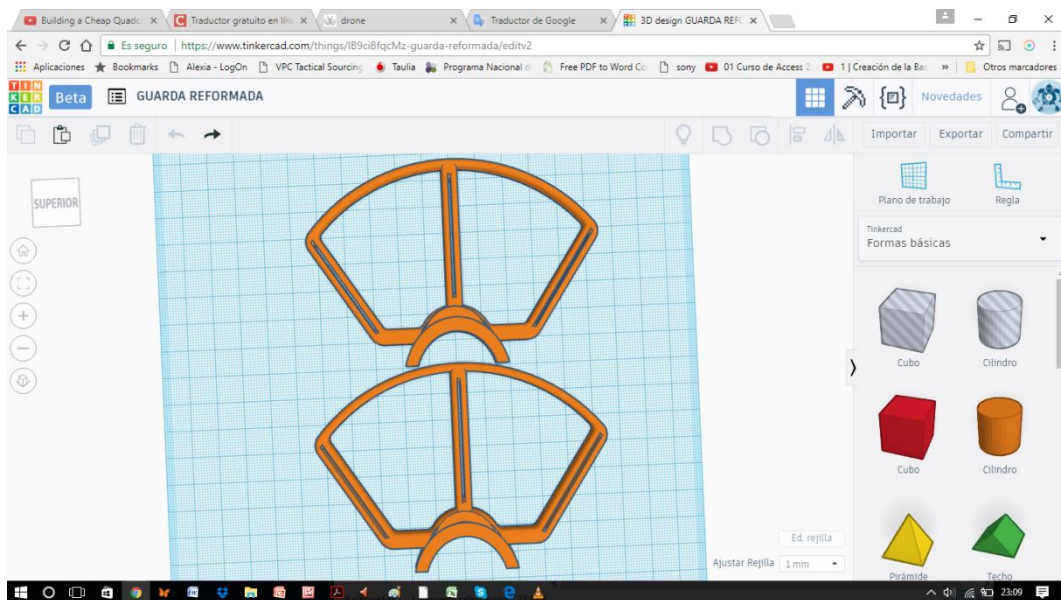 Building a Cheap Quadc
Traductor gratuito en lín
drone
Traductor de Google
3D design GUARDA REFO
Es seguro | https://www.tinkercad.com/things/lB9ciBfqcMz-guarda-reformada/editv2
Aplicaciones
Bookmarks
Alexia - LogOn
VPC Tactical Sourcing
Taulia
Programa Nacional d
Free PDF to Word Co
sony
01 Curso de Access 2
1 | Creación de la Bas
»
Otros marcadores
TIN
KER
CAD
Beta
GUARDA REFORMADA
Novedades
Importar
Exportar
Compartir
SUPERIOR
Plano de trabajo
Regla
Tinkercad
Formas básicas
Cubo
Cilindro
Cubo
Cilindro
Pirámide
Techo
Ed. rejilla
Ajustar Rejilla
1 mm
23:09